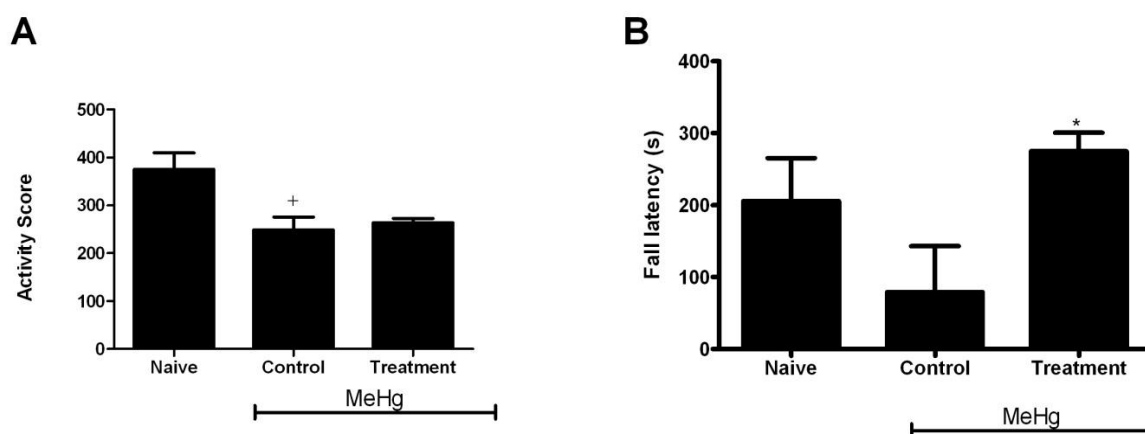 A
Activity Score
500
400
300
200
100
0
+
Naive Control Treatment
MeHg
B
Fall latency (s)
400
300
200
100
0
*
Naive Control Treatment
MeHg